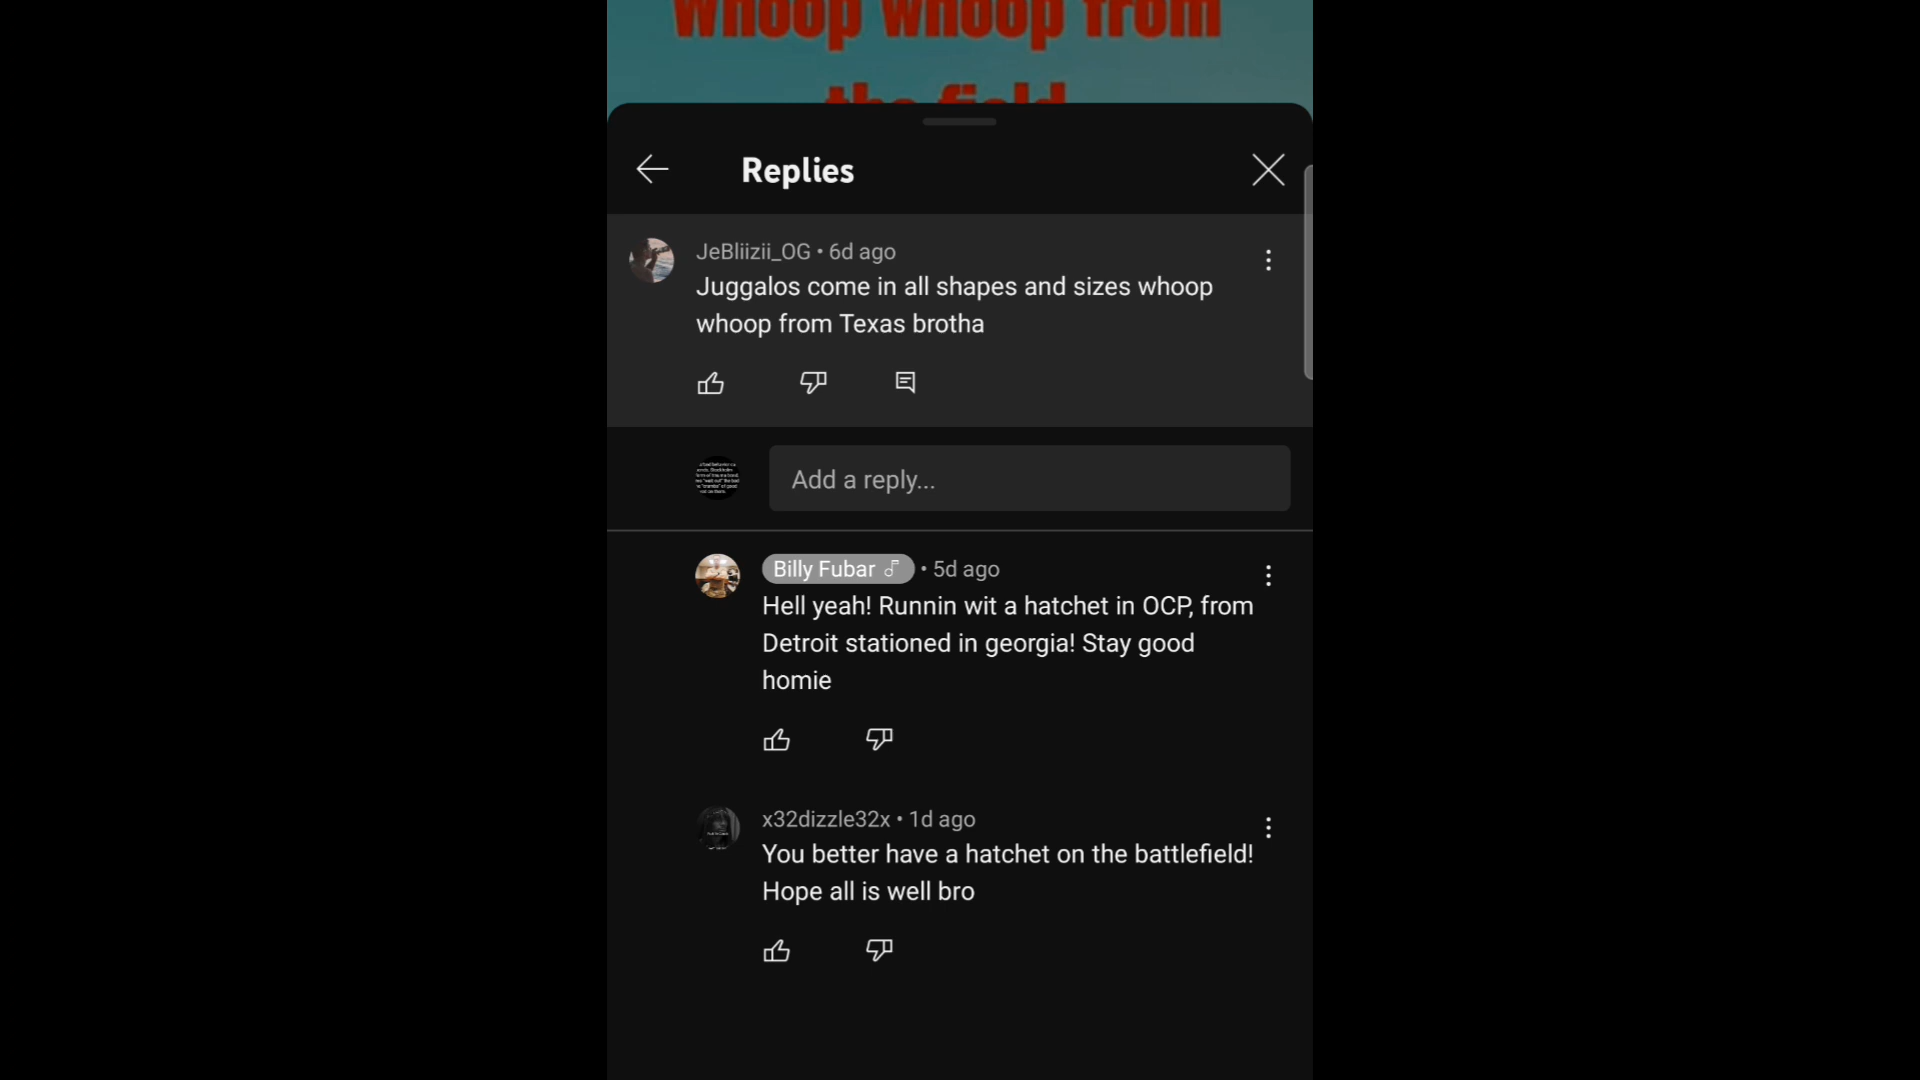 Whoop whoop from
the field
Replies
JeBliizii_OG • 6d ago
Juggalos come in all shapes and sizes whoop
whoop from Texas brotha
Add a reply...
Billy Fubar • 5d ago
Hell yeah! Runnin wit a hatchet in OCP, from
Detroit stationed in georgia! Stay good
homie
x32dizzle32x • 1d ago
You better have a hatchet on the battlefield!
Hope all is well bro